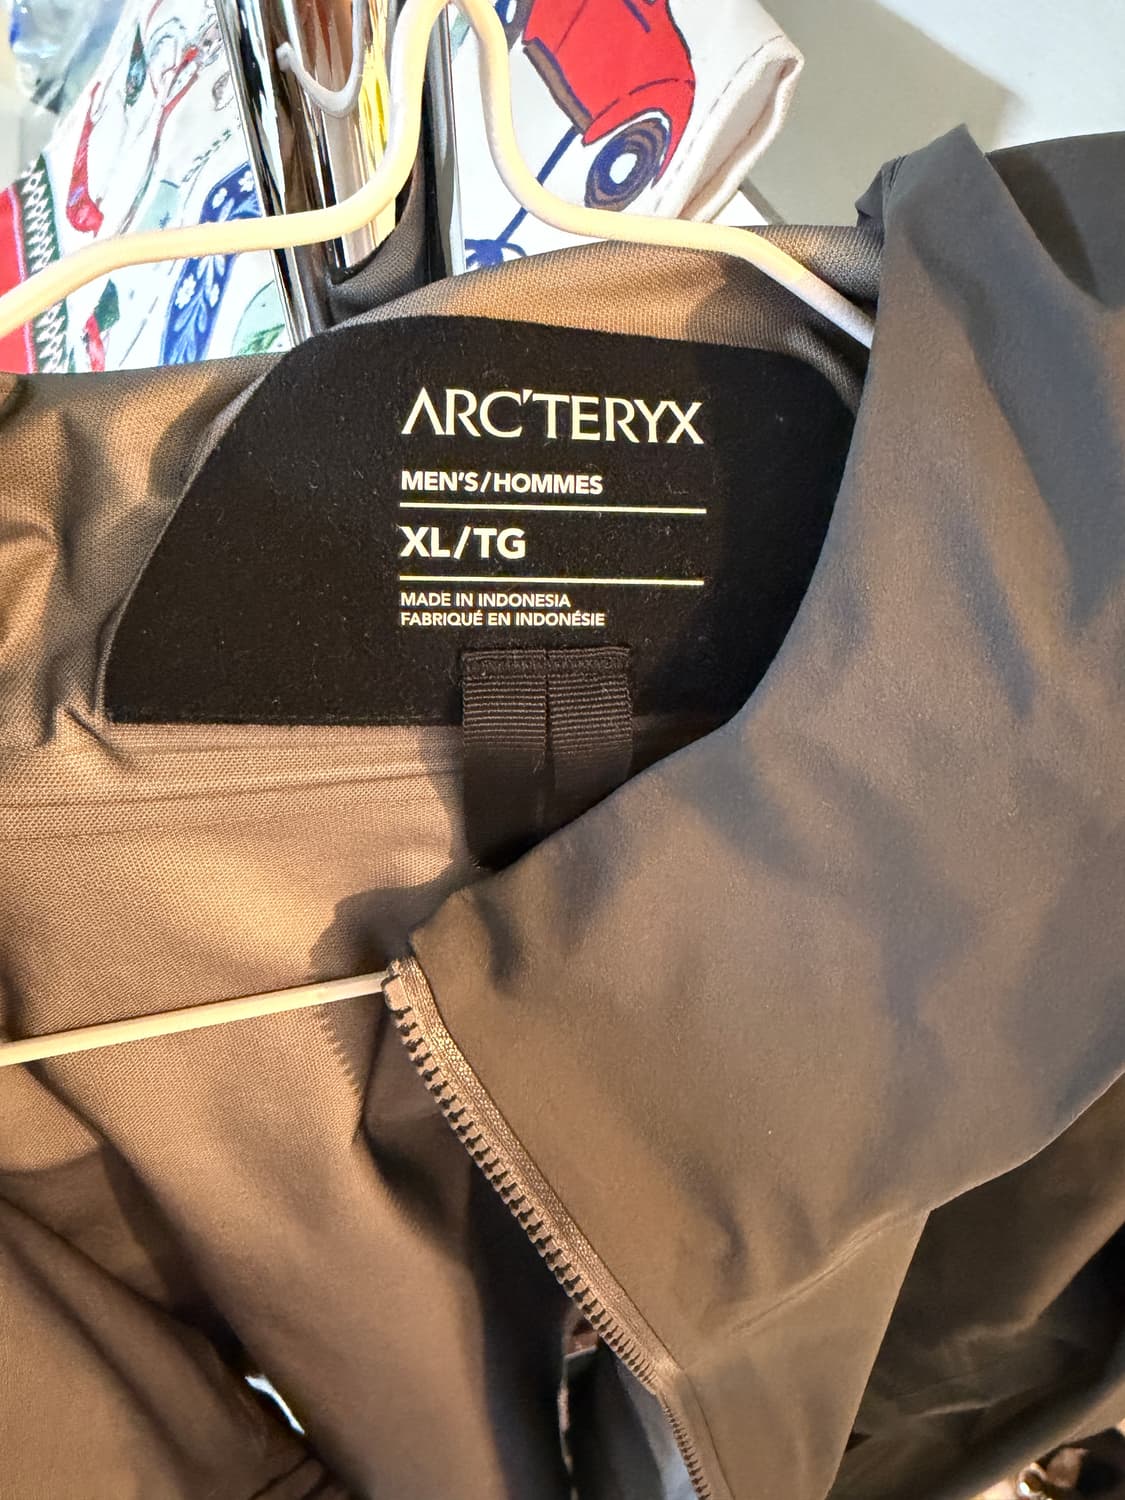 ARC'TERYX
MEN'S/HOMMES
XL/TG
MADE IN INDONESIA
FABRIQUÉ EN INDONÉSIE